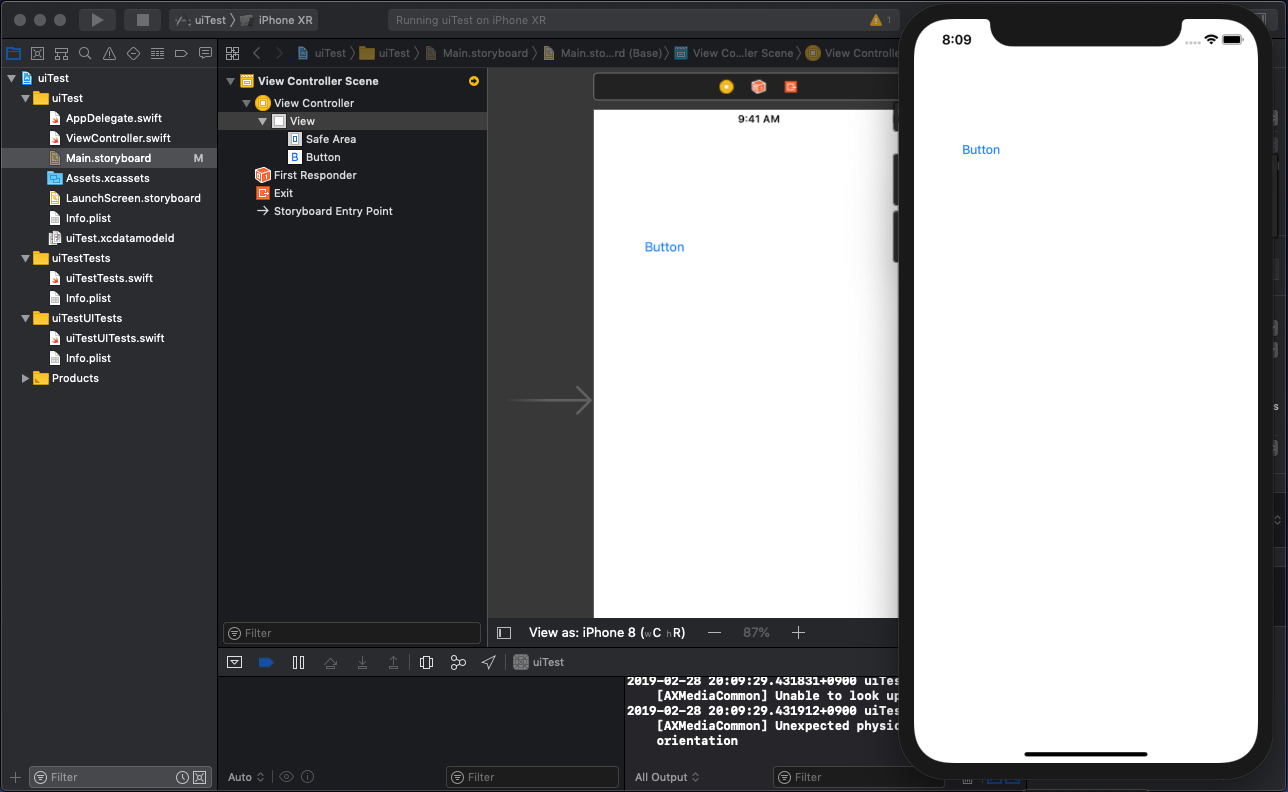 uiTest
iPhone XR
Running uiTest on iPhone XR
1
uiTest
uiTest
Main.storyboard
Main.sto...rd (Base)
View Co...ler Scene
View Controlle
uiTest
uiTest
AppDelegate.swift
ViewController.swift
Main.storyboard
M
Assets.xcassets
LaunchScreen.storyboard
Info.plist
uiTest.xcdatamodeld
uiTestTests
uiTestTests.swift
Info.plist
uiTestUITests
uiTestUITests.swift
Info.plist
Products
View Controller Scene
View Controller
View
Safe Area
B
Button
First Responder
Exit
Storyboard Entry Point
9:41 AM
Button
8:09
Button
Filter
View as: iPhone 8 (wC hR)
87%
uiTest
2019-02-28 20:09:29.431831+0900 uiTes
[AXMediaCommon] Unable to look up
2019-02-28 20:09:29.431912+0900 uiTes
[AXMediaCommon] Unexpected physic
orientation
Filter
Auto
Filter
All Output
Filter
s